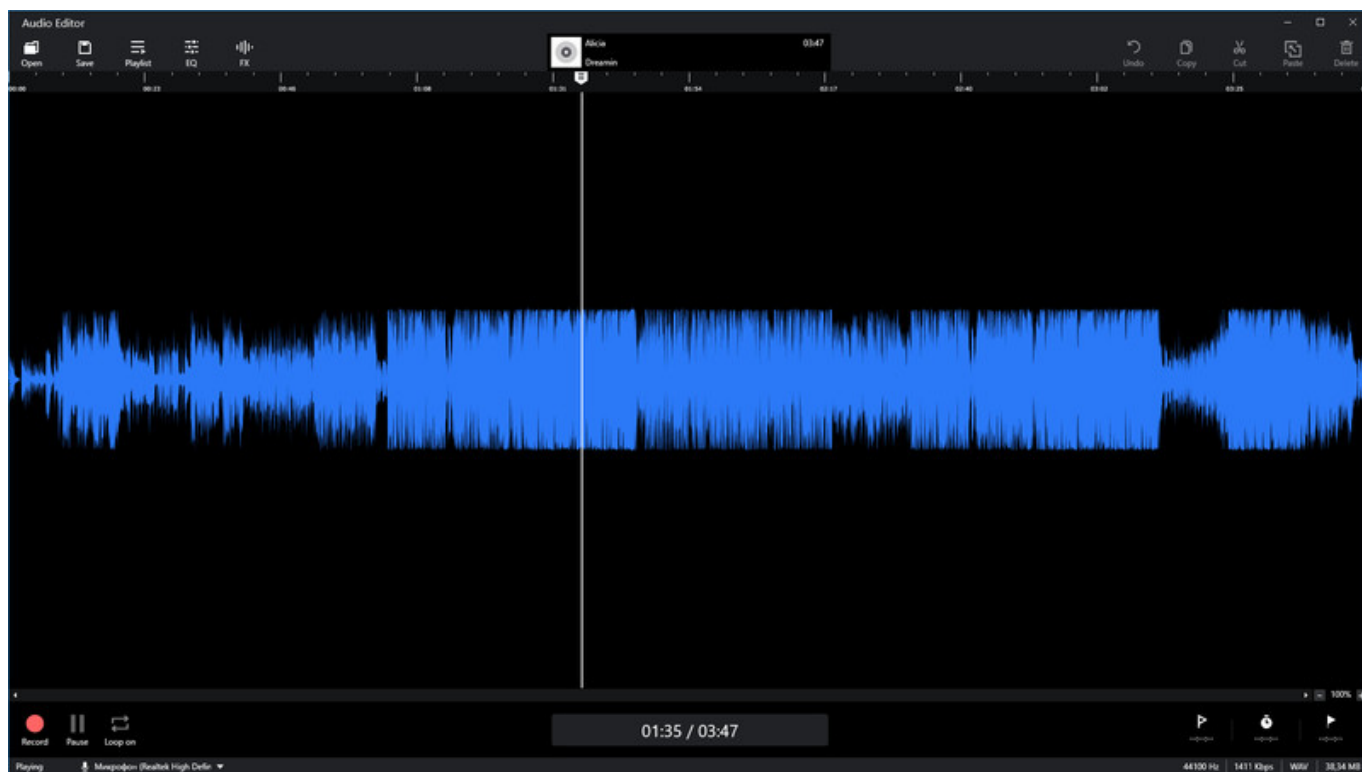 Audio Editor
Open Save Playlist EQ FX
Alicia 03:47
Dreamin
Undo Copy Cut Paste Delete
00:00 00:23 00:46 01:08 01:31 01:54 02:17 02:40 03:02 03:25
100%
Record Pause Loop on
01:35 / 03:47
--:--:-- --:--:-- --:--:--
Playing Микрофон (Realtek High Defin 44100 Hz 1411 Kbps WAV 38,34 MB